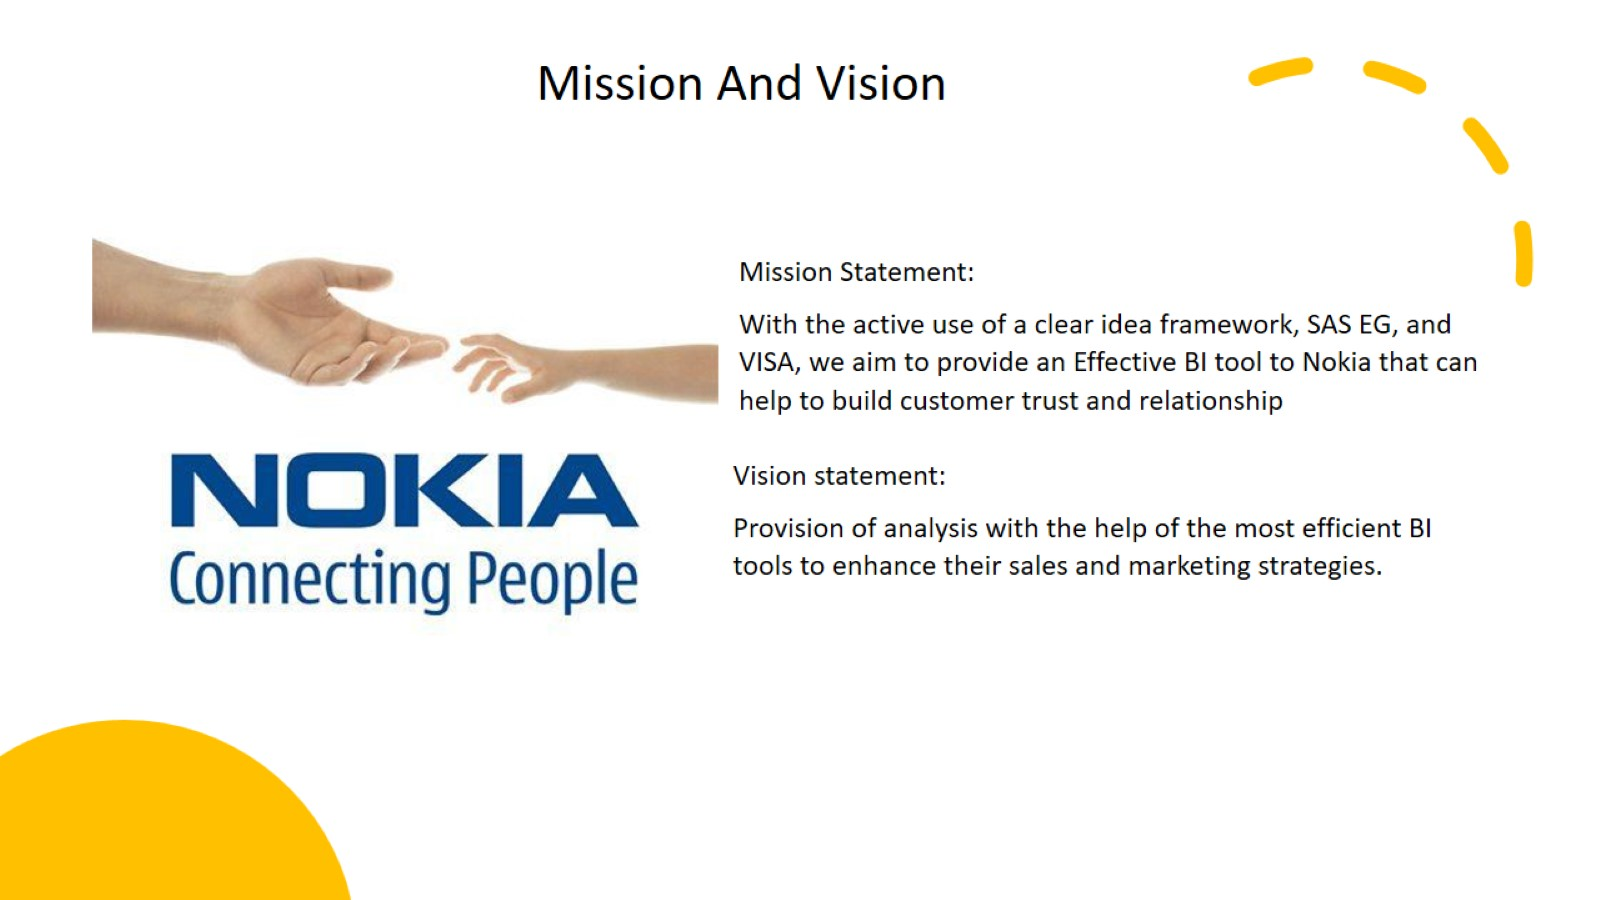 Mission And Vision
NOKIA
Connecting People
Mission Statement:
With the active use of a clear idea framework, SAS EG, and
VISA, we aim to provide an Effective BI tool to Nokia that can
help to build customer trust and relationship
Vision statement:
Provision of analysis with the help of the most efficient BI
tools to enhance their sales and marketing strategies.